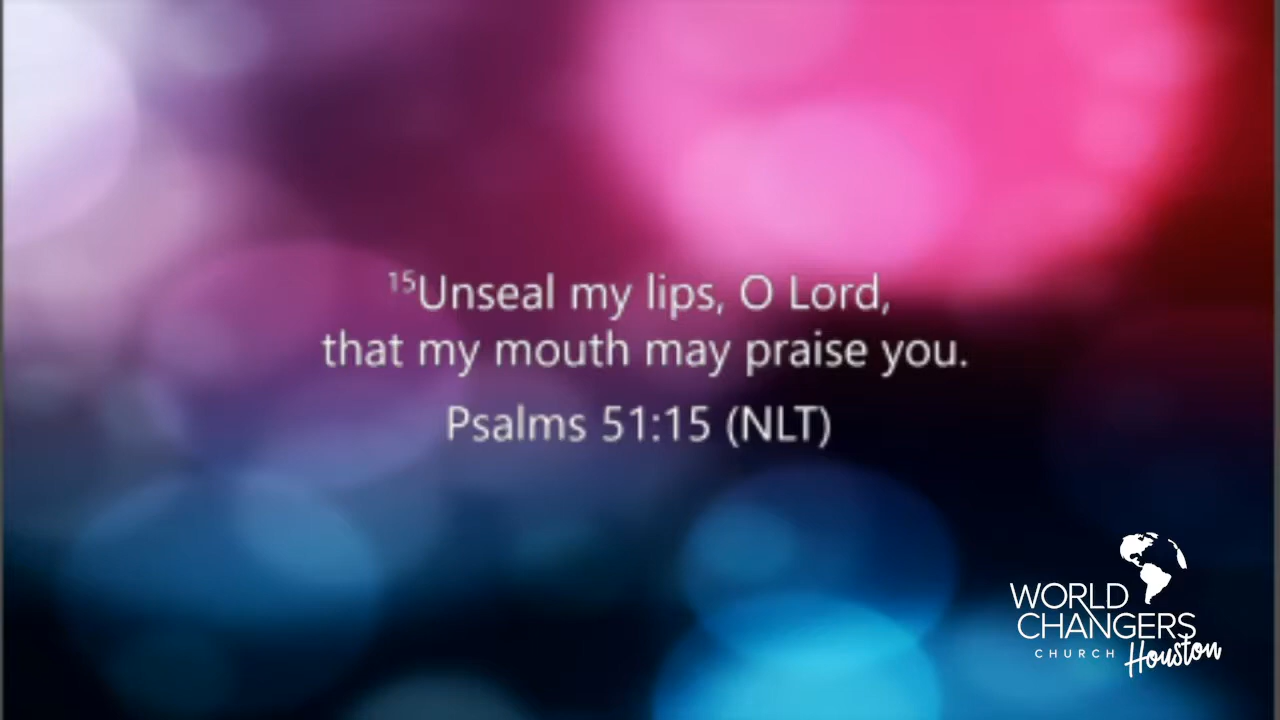 ¹⁵Unseal my lips, O Lord,
that my mouth may praise you.
Psalms 51:15 (NLT)
WORLD
CHANGERS
CHURCH Houston